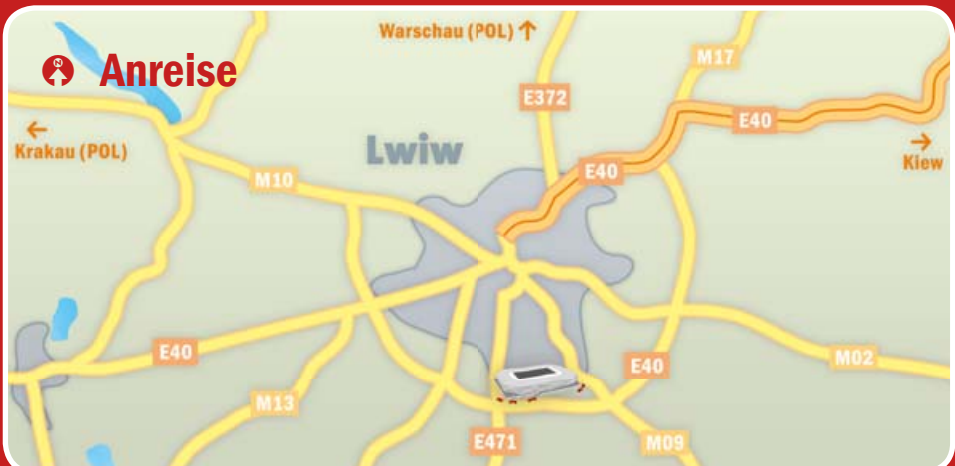 Warschau (POL) ↑
N
Anreise
M17
E372
E40
← Krakau (POL)
Lwiw
→ Kiew
E40
M10
E40
E40
M02
M13
E471
M09